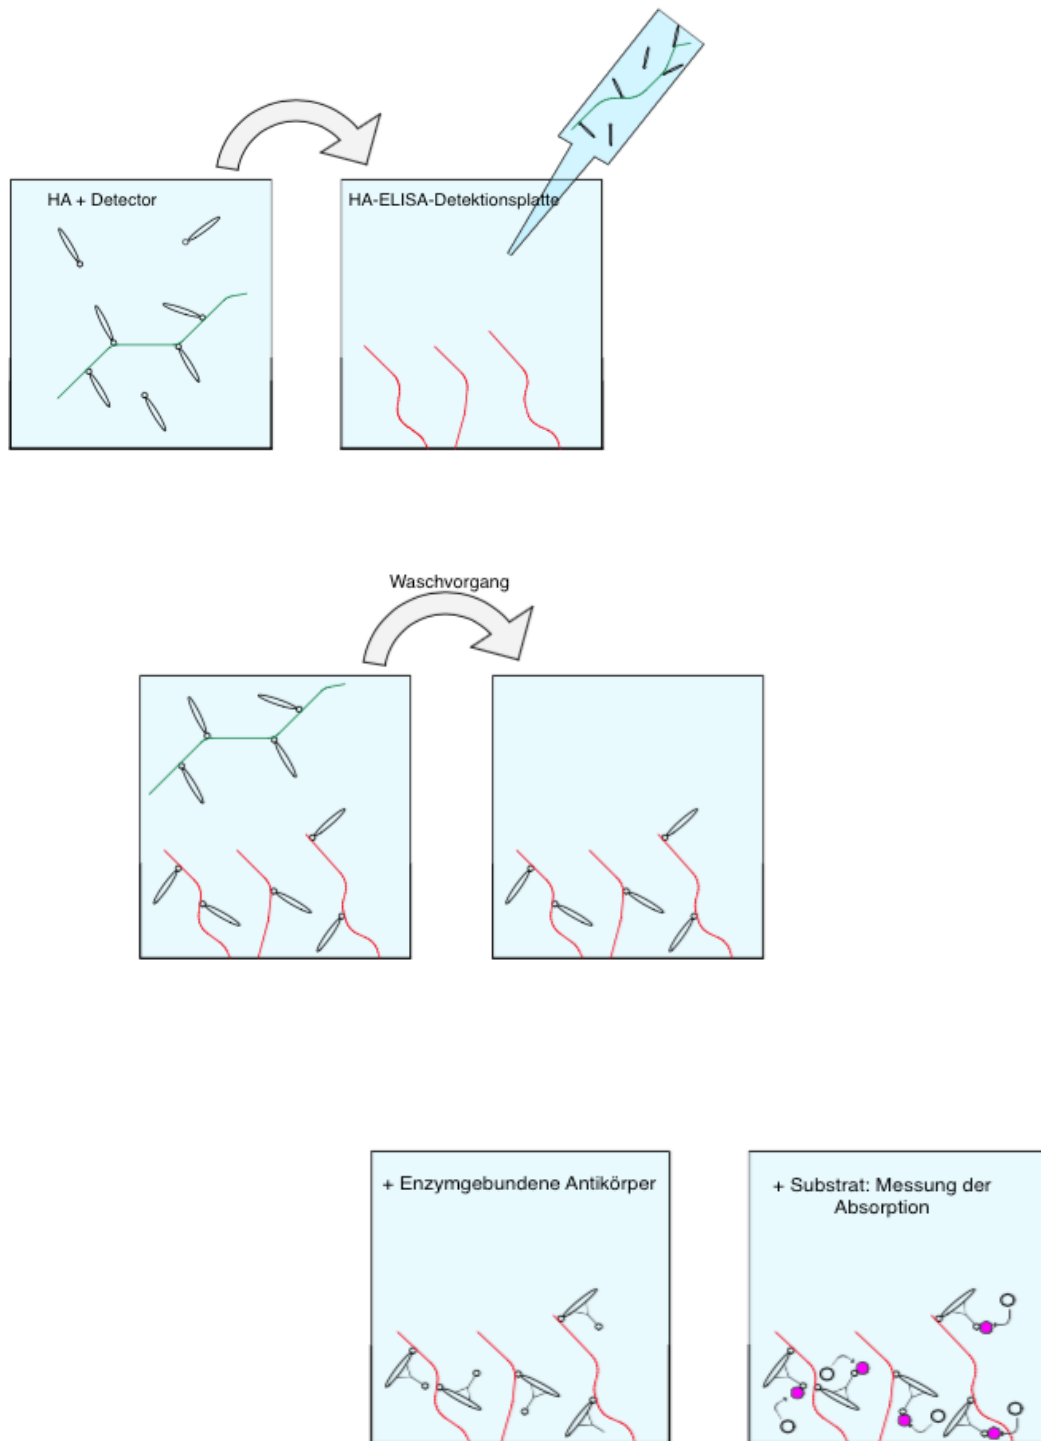 HA + Detector
HA-ELISA-Detektionsplatte
Waschvorgang
+ Enzymgebundene Antikörper
+ Substrat: Messung der
Absorption